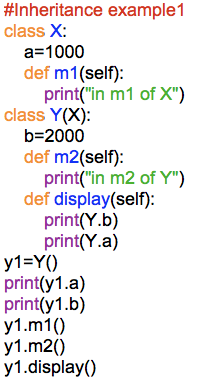 #Inheritance example1
class X:
    a=1000
    def m1(self):
        print("in m1 of X")
class Y(X):
    b=2000
    def m2(self):
        print("in m2 of Y")
    def display(self):
        print(Y.b)
        print(Y.a)
y1=Y()
print(y1.a)
print(y1.b)
y1.m1()
y1.m2()
y1.display()